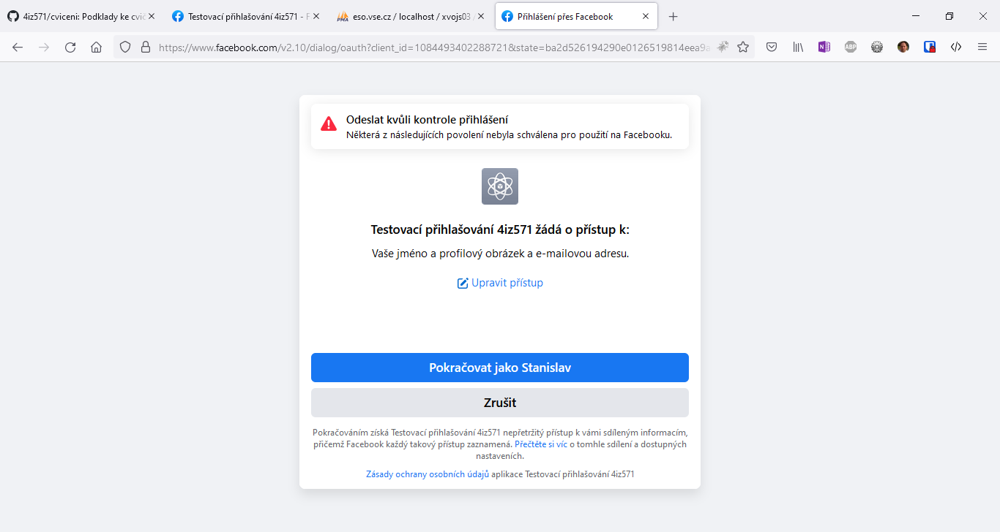 4iz571/cviceni: Podklady ke cvič
Testovací přihlašování 4iz571 - F
eso.vse.cz / localhost / xvojs03 /
Přihlášení přes Facebook
https://www.facebook.com/v2.10/dialog/oauth?client_id=1084493402288721&state=ba2d526194290e0126519814eea9a
ABP
Odeslat kvůli kontrole přihlášení
Některá z následujících povolení nebyla schválena pro použití na Facebooku.
Testovací přihlašování 4iz571 žádá o přístup k:
Vaše jméno a profilový obrázek a e-mailovou adresu.
Upravit přístup
Pokračovat jako Stanislav
Zrušit
Pokračováním získá Testovací přihlašování 4iz571 nepřetržitý přístup k vámi sdíleným informacím,
přičemž Facebook každý takový přístup zaznamená. Přečtěte si víc o tomhle sdílení a dostupných
nastaveních.
Zásady ochrany osobních údajů aplikace Testovací přihlašování 4iz571